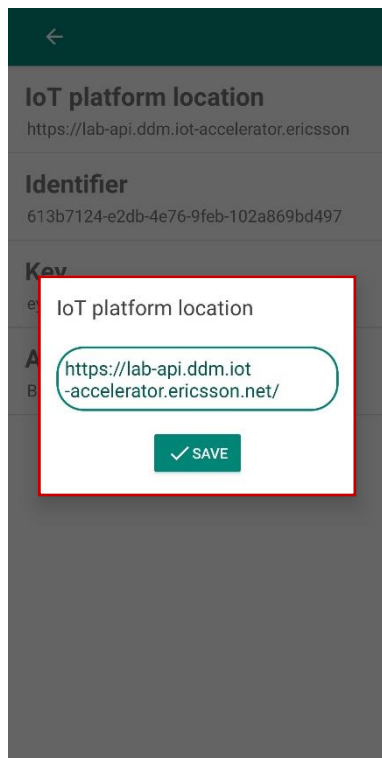 IoT platform location
https://lab-api.ddm.iot-accelerator.ericsson
Identifier
613b7124-e2db-4e76-9feb-102a869bd497
Key
IoT platform location
https://lab-api.ddm.iot
-accelerator.ericsson.net/
SAVE